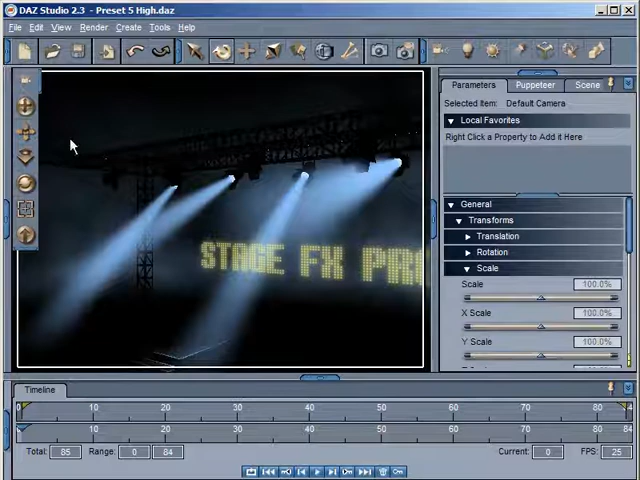 DAZ Studio 2.3 - Preset 5 High.daz
File Edit View Render Create Tools Help
Parameters Puppeteer Scene
Selected Item: Default Camera
Local Favorites
Right Click a Property to Add it Here
General
Transforms
Translation
Rotation
Scale
Scale 100.0%
X Scale 100.0%
Y Scale 100.0%
STAGE FX PRO
Timeline
0 10 20 30 40 50 60 70 80 84
10 20 30 40 50 60 70 80 84
Total: 85 Range: 0 84 Current: 0 FPS: 25